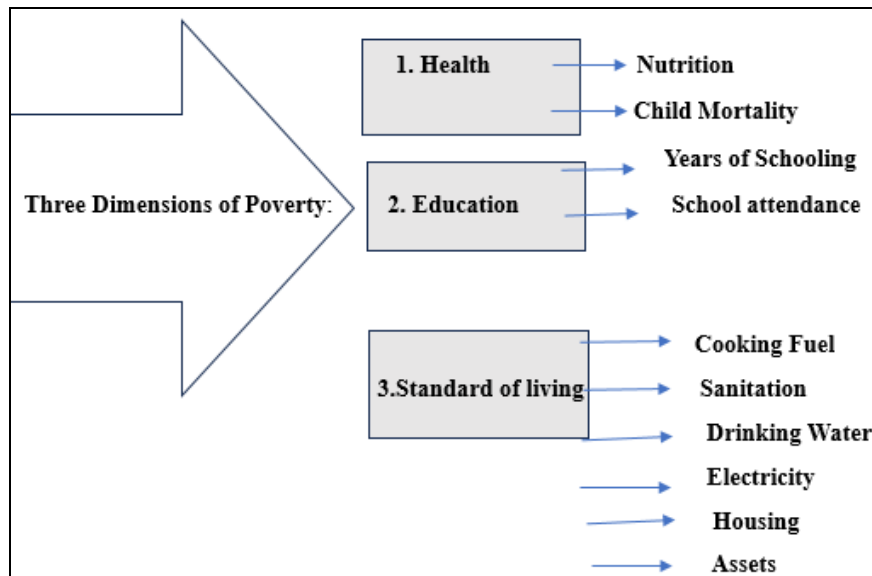 Three Dimensions of Poverty:
1. Health
Nutrition
Child Mortality
2. Education
Years of Schooling
School attendance
3.Standard of living
Cooking Fuel
Sanitation
Drinking Water
Electricity
Housing
Assets